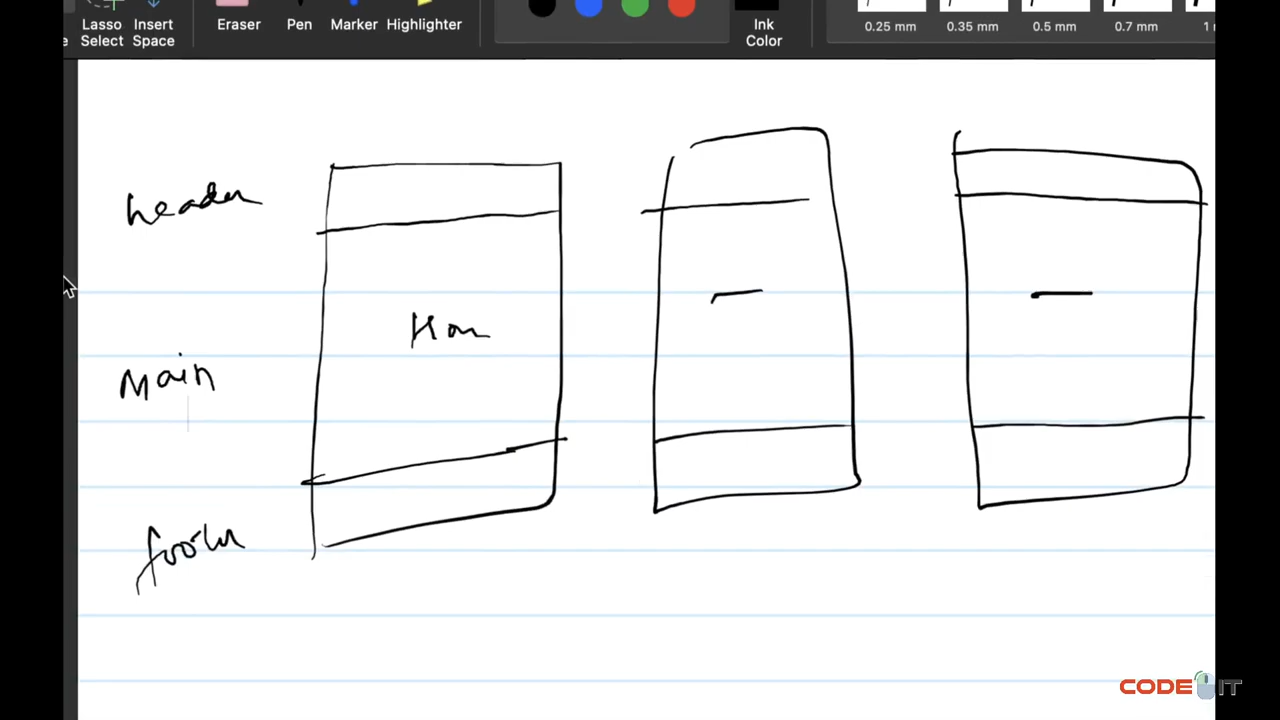 Lasso Select
Insert Space
Eraser
Pen
Marker
Highlighter
Ink Color
0.25 mm
0.35 mm
0.5 mm
0.7 mm
header
Hom
Main
footer
CODE IT